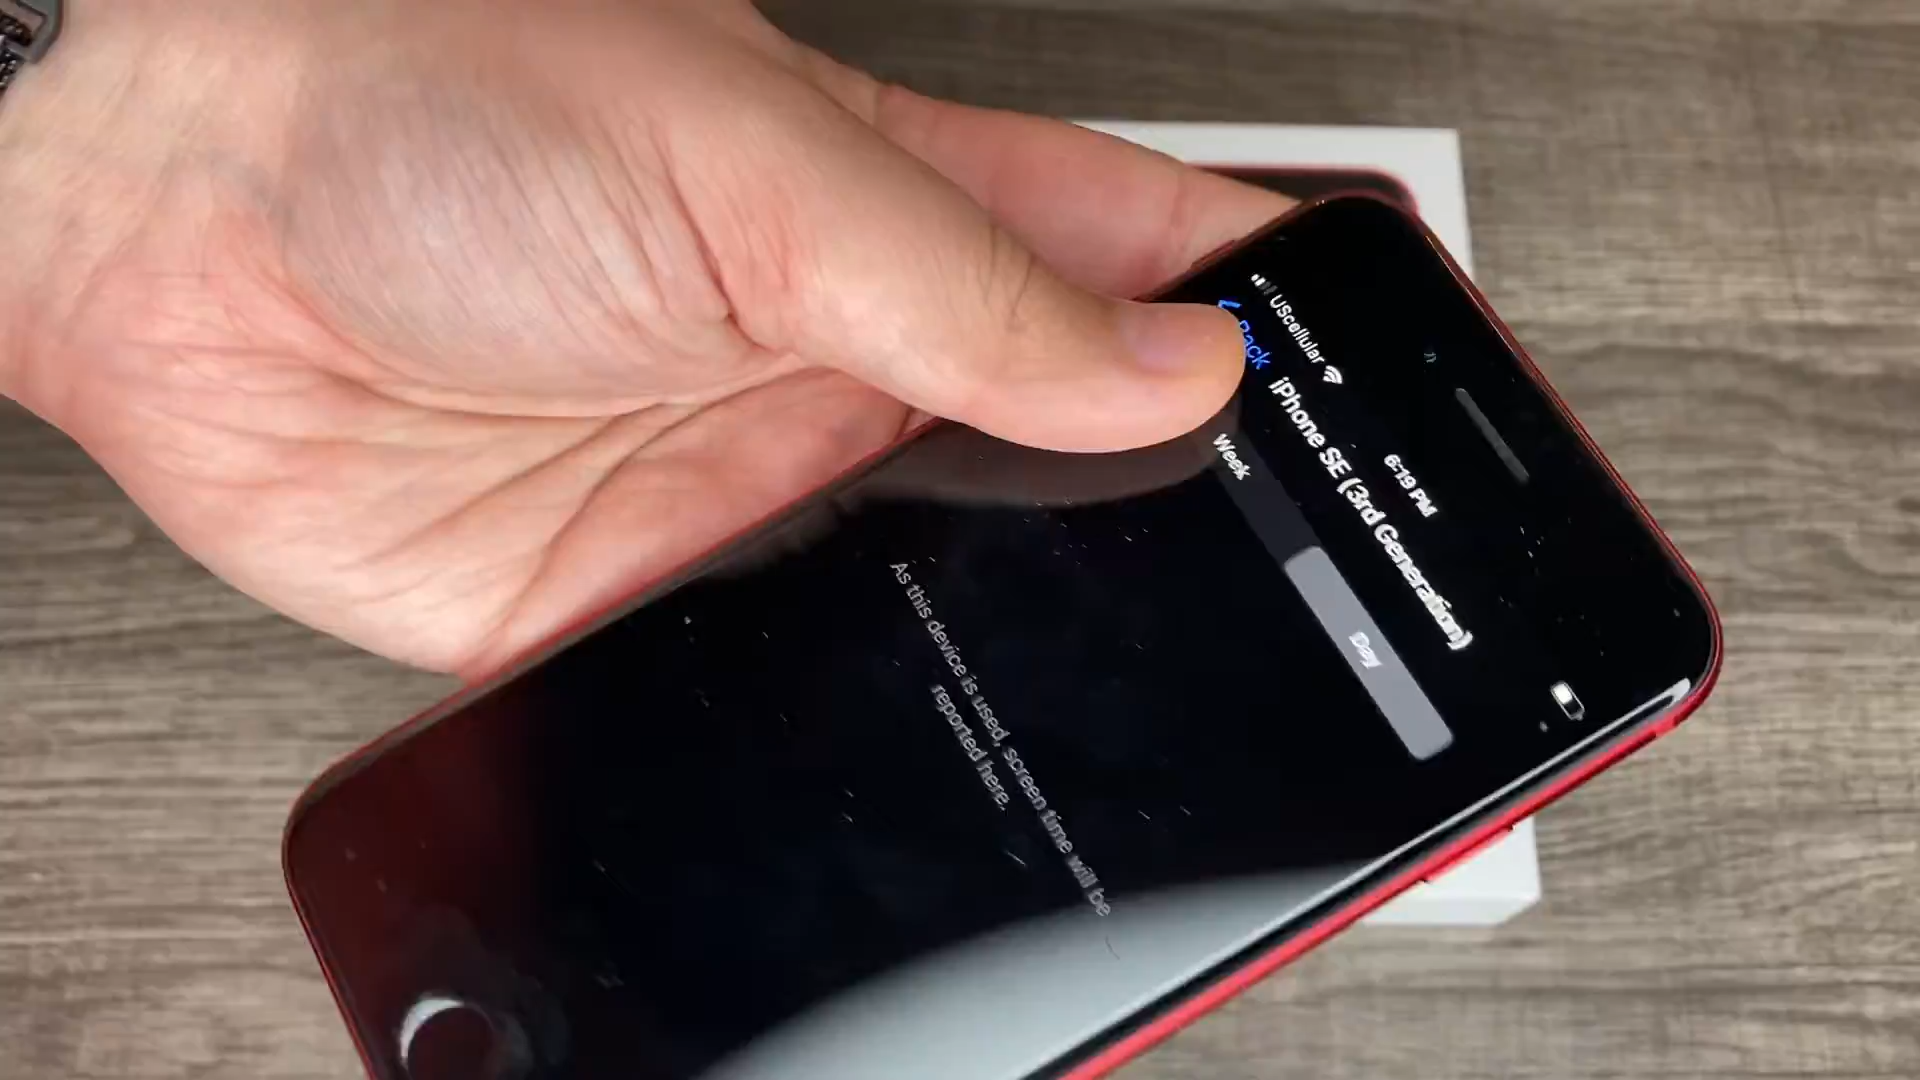 UScellular 6:19 PM
Back iPhone SE (3rd Generation)
Week Day
As this device is used, screen time will be
reported here.